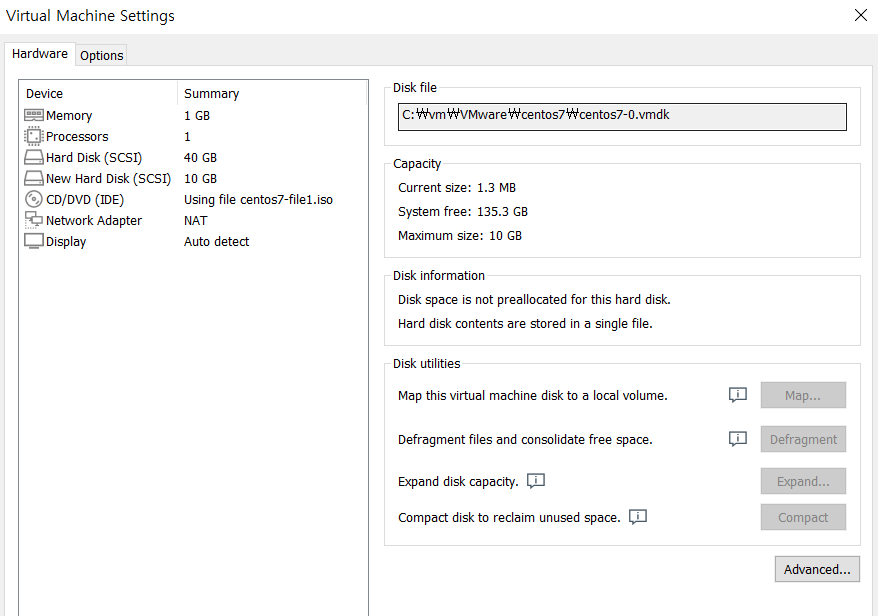 Virtual Machine Settings
Hardware
Options
Device Summary
Memory 1 GB
Processors 1
Hard Disk (SCSI) 40 GB
New Hard Disk (SCSI) 10 GB
CD/DVD (IDE) Using file centos7-file1.iso
Network Adapter NAT
Display Auto detect
Disk file
C:₩vm₩VMware₩centos7₩centos7-0.vmdk
Capacity
Current size: 1.3 MB
System free: 135.3 GB
Maximum size: 10 GB
Disk information
Disk space is not preallocated for this hard disk.
Hard disk contents are stored in a single file.
Disk utilities
Map this virtual machine disk to a local volume. Map...
Defragment files and consolidate free space. Defragment
Expand disk capacity. Expand...
Compact disk to reclaim unused space. Compact
Advanced...